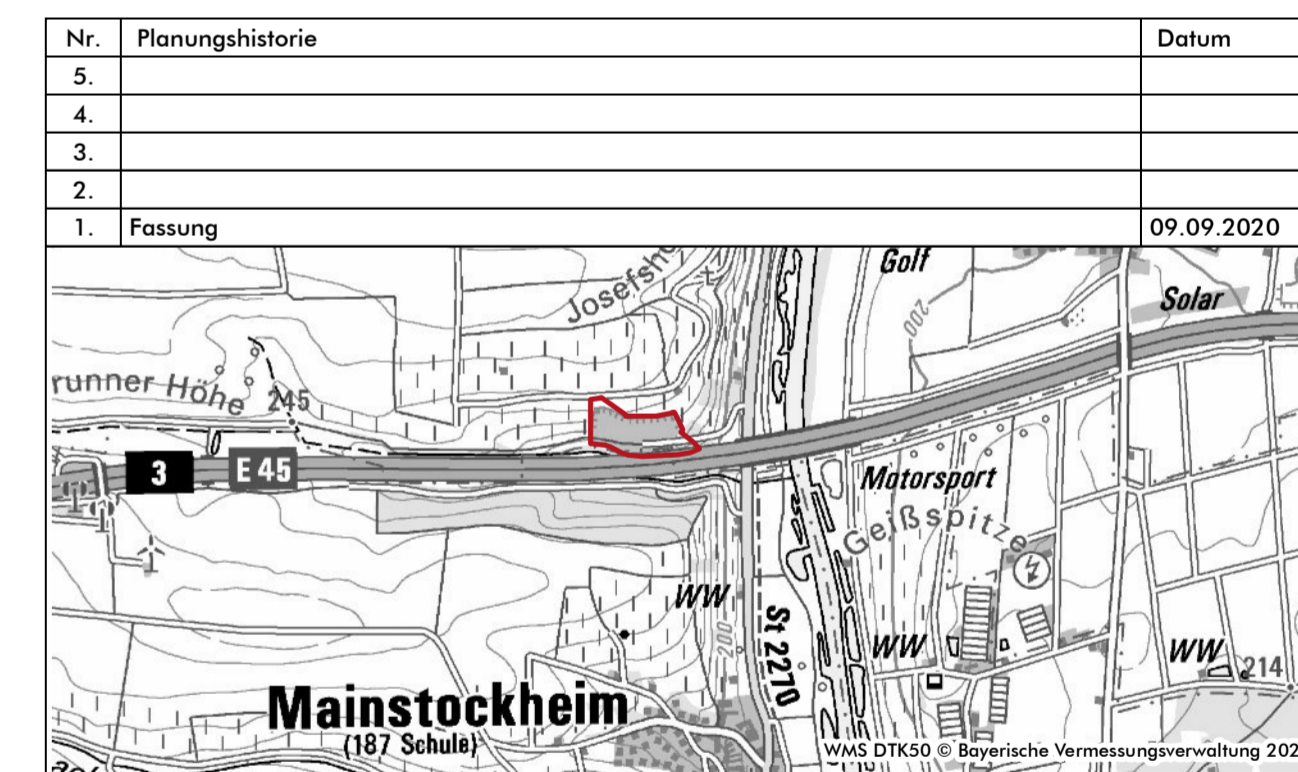 Nr. Planungshistorie Datum
5.
4.
3.
2.
1. Fassung 09.09.2020
Golf
Solar
200
runner Höhe
245
3
E 45
Motorsport
Geißspitze
WW
200
St 2270
WW
WW
214
Mainstockheim
(187 Schule)
WMS DTK50 © Bayerische Vermessungsverwaltung 202